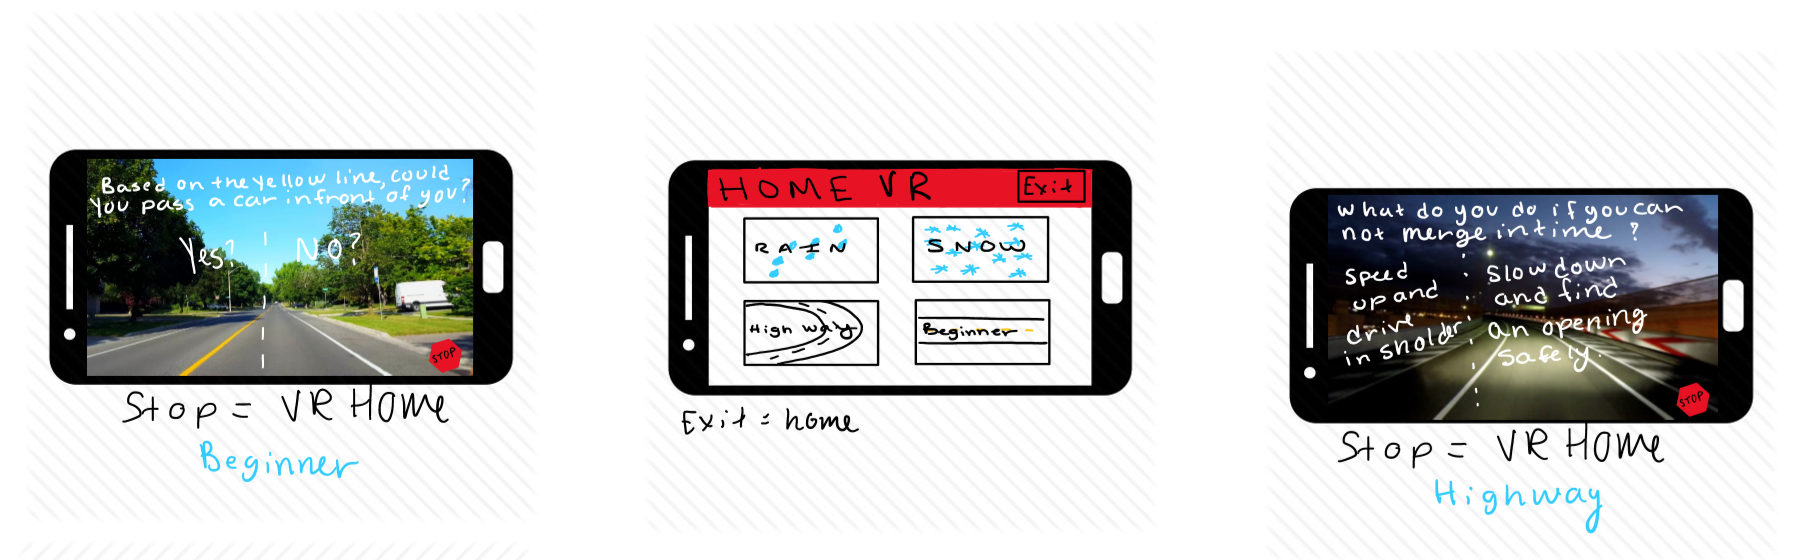 Based on the yellow line, could
you pass a car infront of you?
Yes? NO?
STOP
Stop = VR Home
Beginner
HOME VR Exit
RAIN SNOW
High way Beginner
Exit = home
what do you do if you can
not merge in time ?
speed
up and
drive
in sholder
Slow down
and find
an opening
safely.
STOP
Stop = VR Home
Highway